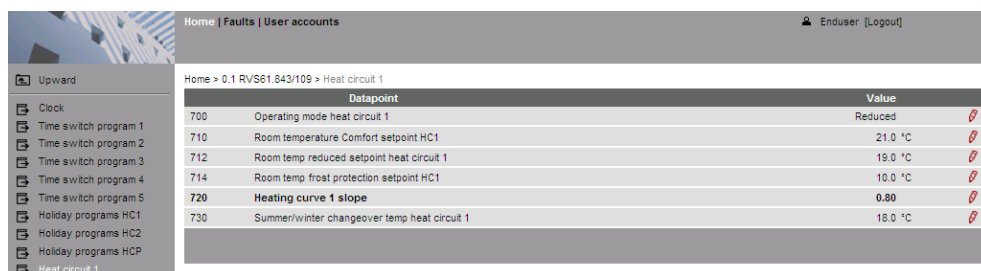 Home | Faults | User accounts
Enduser [Logout]
Upward
Home > 0.1 RVS61.843/109 > Heat circuit 1
Datapoint Value
Clock
Time switch program 1
Time switch program 2
Time switch program 3
Time switch program 4
Time switch program 5
Holiday programs HC1
Holiday programs HC2
Holiday programs HCP
Heat circuit 1
700 Operating mode heat circuit 1 Reduced
710 Room temperature Comfort setpoint HC1 21.0 °C
712 Room temp reduced setpoint heat circuit 1 19.0 °C
714 Room temp frost protection setpoint HC1 10.0 °C
720 Heating curve 1 slope 0.80
730 Summer/winter changeover temp heat circuit 1 18.0 °C